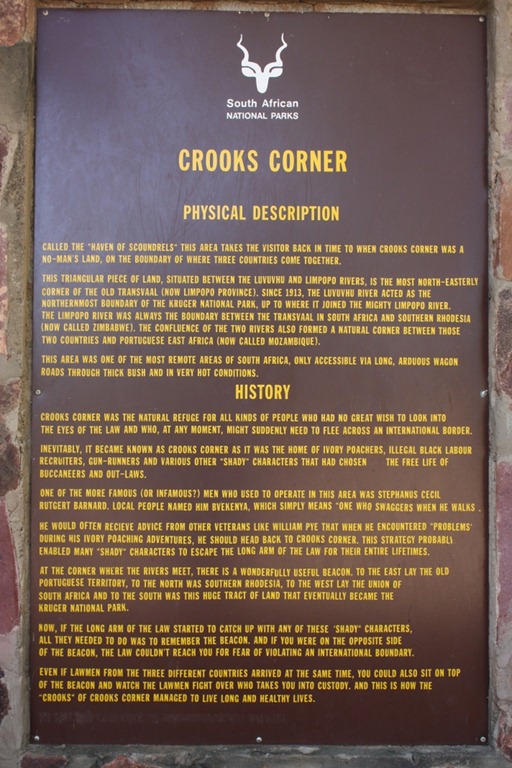 South African
NATIONAL PARKS
CROOKS CORNER
PHYSICAL DESCRIPTION
CALLED THE "HAVEN OF SCOUNDRELS" THIS AREA TAKES THE VISITOR BACK IN TIME TO WHEN CROOKS CORNER WAS A
NO-MAN'S LAND, ON THE BOUNDARY OF WHERE THREE COUNTRIES COME TOGETHER.
THIS TRIANGULAR PIECE OF LAND, SITUATED BETWEEN THE LUVUVHU AND LIMPOPO RIVERS, IS THE MOST NORTH-EASTERLY
CORNER OF THE OLD TRANSVAAL (NOW LIMPOPO PROVINCE). SINCE 1913, THE LUVUVHU RIVER ACTED AS THE
NORTHERNMOST BOUNDARY OF THE KRUGER NATIONAL PARK, UP TO WHERE IT JOINED THE MIGHTY LIMPOPO RIVER.
THE LIMPOPO RIVER WAS ALWAYS THE BOUNDARY BETWEEN THE TRANSVAAL IN SOUTH AFRICA AND SOUTHERN RHODESIA
(NOW CALLED ZIMBABWE). THE CONFLUENCE OF THE TWO RIVERS ALSO FORMED A NATURAL CORNER BETWEEN THOSE
TWO COUNTRIES AND PORTUGUESE EAST AFRICA (NOW CALLED MOZAMBIQUE).
THIS AREA WAS ONE OF THE MOST REMOTE AREAS OF SOUTH AFRICA, ONLY ACCESSIBLE VIA LONG, ARDUOUS WAGON
ROADS THROUGH THICK BUSH AND IN VERY HOT CONDITIONS.
HISTORY
CROOKS CORNER WAS THE NATURAL REFUGE FOR ALL KINDS OF PEOPLE WHO HAD NO GREAT WISH TO LOOK INTO
THE EYES OF THE LAW AND WHO, AT ANY MOMENT, MIGHT SUDDENLY NEED TO FLEE ACROSS AN INTERNATIONAL BORDER.
INEVITABLY, IT BECAME KNOWN AS CROOKS CORNER AS IT WAS THE HOME OF IVORY POACHERS, ILLEGAL BLACK LABOUR
RECRUITERS, GUN-RUNNERS AND VARIOUS OTHER "SHADY" CHARACTERS THAT HAD CHOSEN THE FREE LIFE OF
BUCCANEERS AND OUT-LAWS.
ONE OF THE MORE FAMOUS (OR INFAMOUS?) MEN WHO USED TO OPERATE IN THIS AREA WAS STEPHANUS CECIL
RUTGERT BARNARD. LOCAL PEOPLE NAMED HIM BVEKENYA, WHICH SIMPLY MEANS "ONE WHO SWAGGERS WHEN HE WALKS .
HE WOULD OFTEN RECIEVE ADVICE FROM OTHER VETERANS LIKE WILLIAM PYE THAT WHEN HE ENCOUNTERED "PROBLEMS"
DURING HIS IVORY POACHING ADVENTURES, HE SHOULD HEAD BACK TO CROOKS CORNER. THIS STRATEGY PROBABLY
ENABLED MANY "SHADY" CHARACTERS TO ESCAPE THE LONG ARM OF THE LAW FOR THEIR ENTIRE LIFETIMES.
AT THE CORNER WHERE THE RIVERS MEET, THERE IS A WONDERFULLY USEFUL BEACON. TO THE EAST LAY THE OLD
PORTUGUESE TERRITORY, TO THE NORTH WAS SOUTHERN RHODESIA, TO THE WEST LAY THE UNION OF
SOUTH AFRICA AND TO THE SOUTH WAS THIS HUGE TRACT OF LAND THAT EVENTUALLY BECAME THE
KRUGER NATIONAL PARK.
NOW, IF THE LONG ARM OF THE LAW STARTED TO CATCH UP WITH ANY OF THESE "SHADY" CHARACTERS,
ALL THEY NEEDED TO DO WAS TO REMEMBER THE BEACON. AND IF YOU WERE ON THE OPPOSITE SIDE
OF THE BEACON, THE LAW COULDN'T REACH YOU FOR FEAR OF VIOLATING AN INTERNATIONAL BOUNDARY.
EVEN IF LAWMEN FROM THE THREE DIFFERENT COUNTRIES ARRIVED AT THE SAME TIME, YOU COULD ALSO SIT ON TOP
OF THE BEACON AND WATCH THE LAWMEN FIGHT OVER WHO TAKES YOU INTO CUSTODY. AND THIS IS HOW THE
"CROOKS" OF CROOKS CORNER MANAGED TO LIVE LONG AND HEALTHY LIVES.